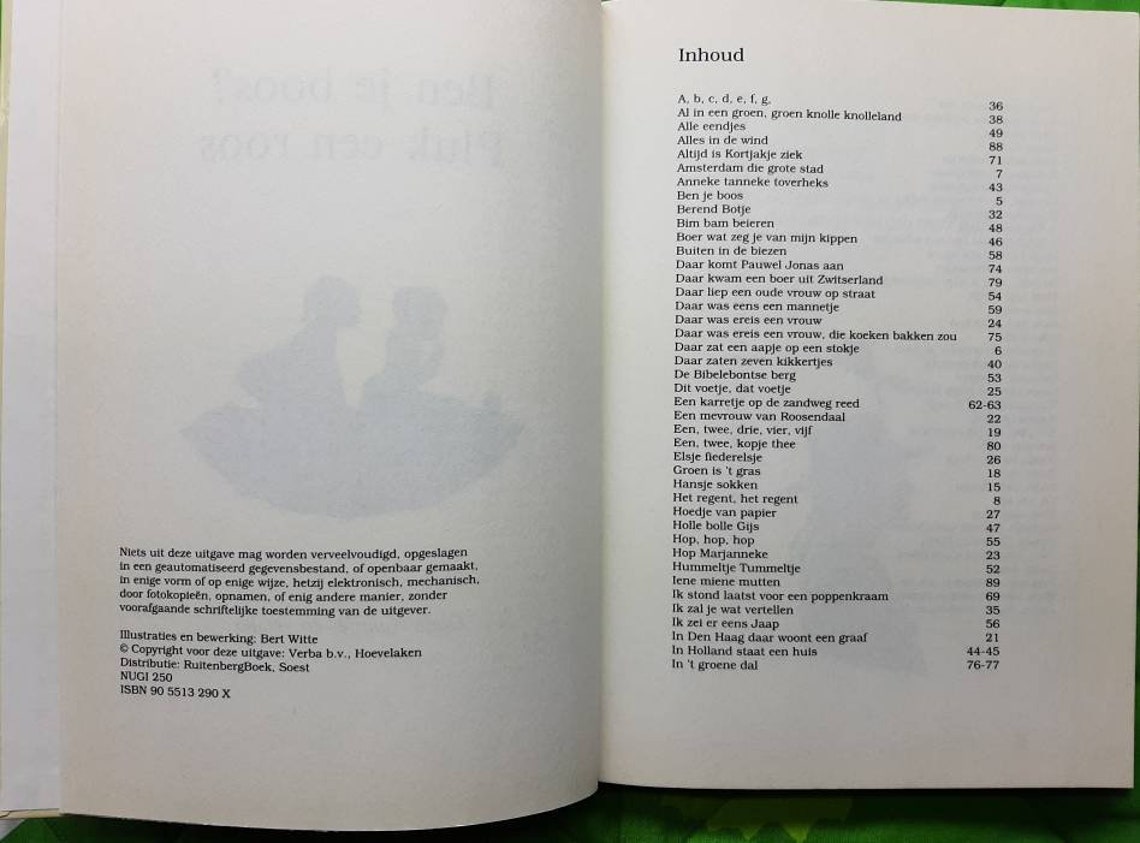 Niets uit deze uitgave mag worden verveelvoudigd, opgeslagen
in een geautomatiseerd gegevensbestand, of openbaar gemaakt,
in enige vorm of op enige wijze, hetzij elektronisch, mechanisch,
door fotokopieën, opnamen, of enig andere manier, zonder
voorafgaande schriftelijke toestemming van de uitgever.
Illustraties en bewerking: Bert Witte
© Copyright voor deze uitgave: Verba b.v., Hoevelaken
Distributie: RuitenbergBoek, Soest
NUGI 250
ISBN 90 5513 290 X
Inhoud
A, b, c, d, e, f, g, 36
Al in een groen, groen knolle knolleland 38
Alle eendjes 49
Alles in de wind 88
Altijd is Kortjakje ziek 71
Amsterdam die grote stad 7
Anneke tanneke toverheks 43
Ben je boos 5
Berend Botje 32
Bim bam beieren 48
Boer wat zeg je van mijn kippen 46
Buiten in de biezen 58
Daar komt Pauwel Jonas aan 74
Daar kwam een boer uit Zwitserland 79
Daar liep een oude vrouw op straat 54
Daar was eens een mannetje 59
Daar was ereis een vrouw 24
Daar was ereis een vrouw, die koeken bakken zou 75
Daar zat een aapje op een stokje 6
Daar zaten zeven kikkertjes 40
De Bibelebontse berg 53
Dit voetje, dat voetje 25
Een karretje op de zandweg reed 62-63
Een mevrouw van Roosendaal 22
Een, twee, drie, vier, vijf 19
Een, twee, kopje thee 80
Elsje fiederelsje 26
Groen is 't gras 18
Hansje sokken 15
Het regent, het regent 8
Hoedje van papier 27
Holle bolle Gijs 47
Hop, hop, hop 55
Hop Marjanneke 23
Hummeltje Tummeltje 52
Iene miene mutten 89
Ik stond laatst voor een poppenkraam 69
Ik zal je wat vertellen 35
Ik zei er eens Jaap 56
In Den Haag daar woont een graaf 21
In Holland staat een huis 44-45
In 't groene dal 76-77